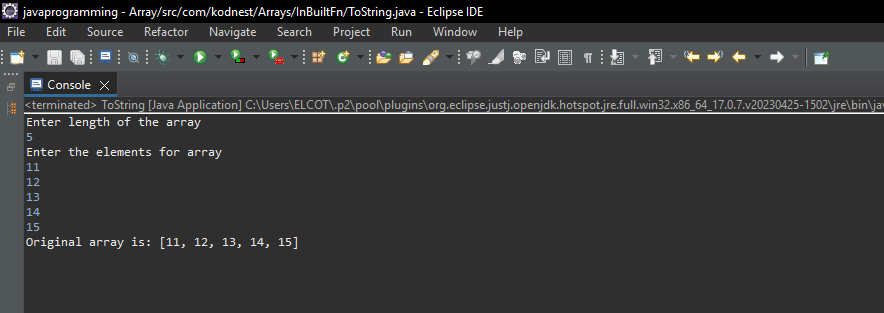 javaprogramming - Array/src/com/kodnest/Arrays/InBuiltFn/ToString.java - Eclipse IDE
File Edit Source Refactor Navigate Search Project Run Window Help
Console
<terminated> ToString [Java Application] C:\Users\ELCOT\.p2\pool\plugins\org.eclipse.justj.openjdk.hotspot.jre.full.win32.x86_64_17.0.7.v20230425-1502\jre\bin\jav
Enter length of the array
5
Enter the elements for array
11
12
13
14
15
Original array is: [11, 12, 13, 14, 15]